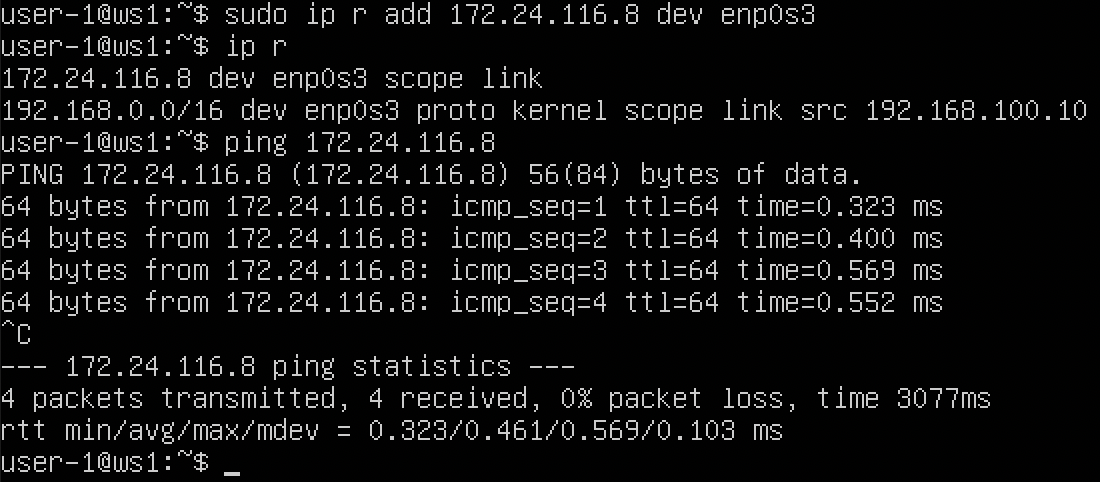 user-1@ws1:~$ sudo ip r add 172.24.116.8 dev enp0s3
user-1@ws1:~$ ip r
172.24.116.8 dev enp0s3 scope link
192.168.0.0/16 dev enp0s3 proto kernel scope link src 192.168.100.10
user-1@ws1:~$ ping 172.24.116.8
PING 172.24.116.8 (172.24.116.8) 56(84) bytes of data.
64 bytes from 172.24.116.8: icmp_seq=1 ttl=64 time=0.323 ms
64 bytes from 172.24.116.8: icmp_seq=2 ttl=64 time=0.400 ms
64 bytes from 172.24.116.8: icmp_seq=3 ttl=64 time=0.569 ms
64 bytes from 172.24.116.8: icmp_seq=4 ttl=64 time=0.552 ms
^C
--- 172.24.116.8 ping statistics ---
4 packets transmitted, 4 received, 0% packet loss, time 3077ms
rtt min/avg/max/mdev = 0.323/0.461/0.569/0.103 ms
user-1@ws1:~$ _